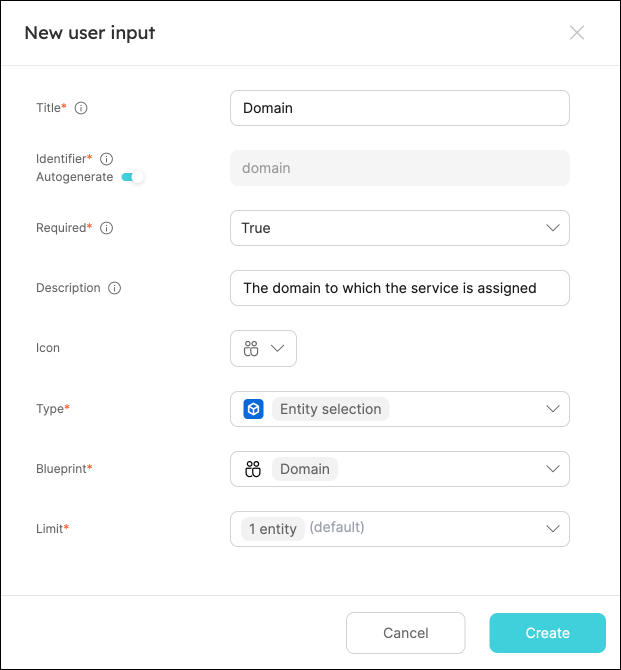 New user input
Title*
Domain
Identifier*
Autogenerate
domain
Required*
True
Description
The domain to which the service is assigned
Icon
Type*
Entity selection
Blueprint*
Domain
Limit*
1 entity (default)
Cancel
Create